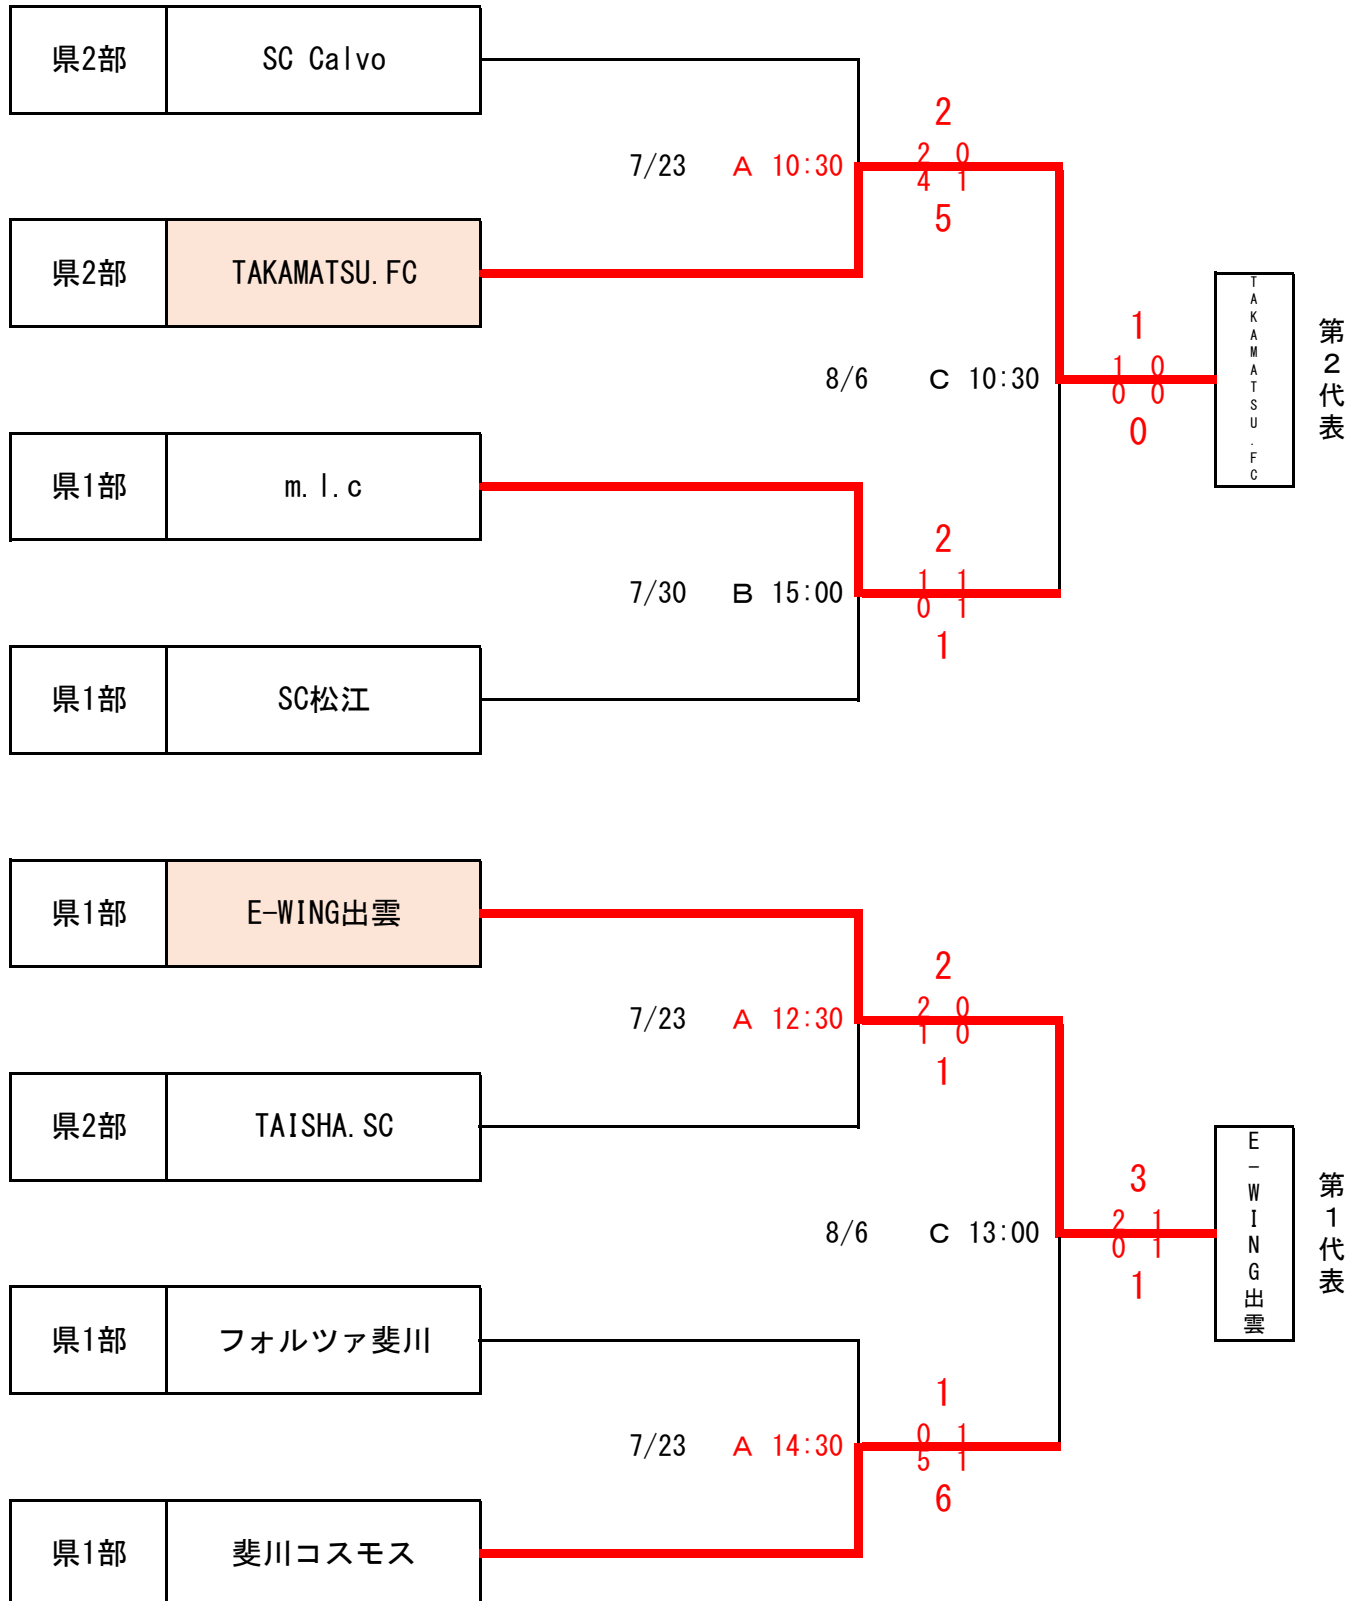 県2部 SC Calvo
2
7/23 A 10:30
2 0
4 1
5
県2部 TAKAMATSU.FC
TAKAMATSU.FC
第2代表
1
8/6 C 10:30
1 0
0 0
0
県1部 m.l.c
2
7/30 B 15:00
1 1
0 1
1
県1部 SC松江
県1部 E-WING出雲
2
7/23 A 12:30
2 0
1 0
1
県2部 TAISHA.SC
E-WING出雲
第1代表
3
8/6 C 13:00
2 1
0 1
1
県1部 フォルツァ斐川
1
7/23 A 14:30
0 1
5 1
6
県1部 斐川コスモス